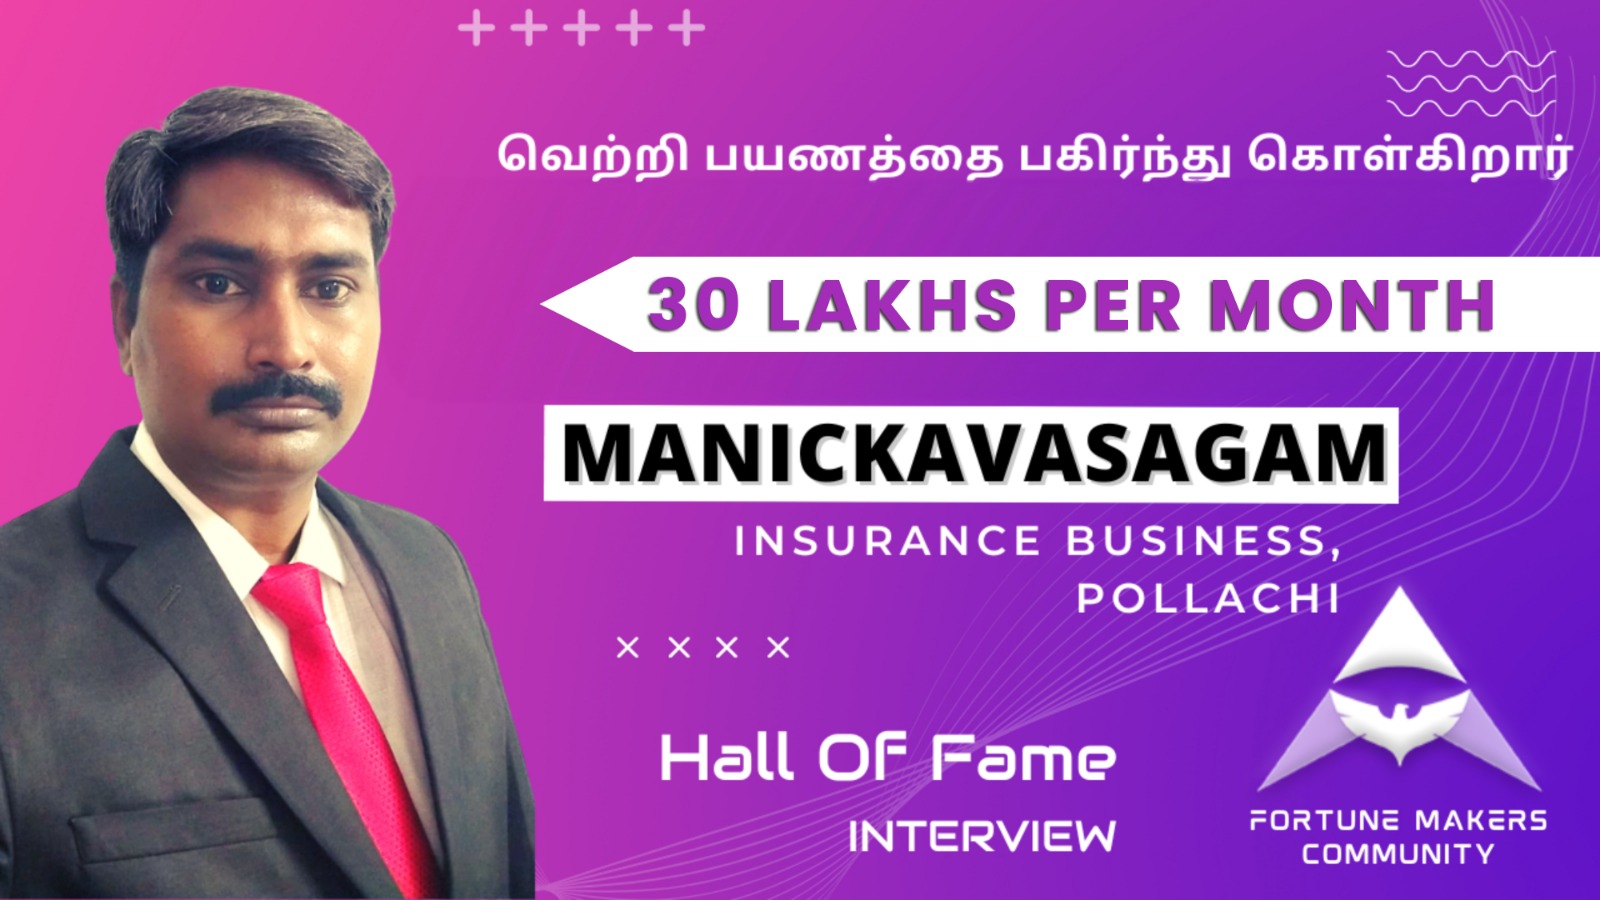 வெற்றி பயணத்தை பகிர்ந்து கொள்கிறார்
30 LAKHS PER MONTH
MANICKAVASAGAM
INSURANCE BUSINESS,
POLLACHI
Hall Of Fame
INTERVIEW
FORTUNE MAKERS
COMMUNITY